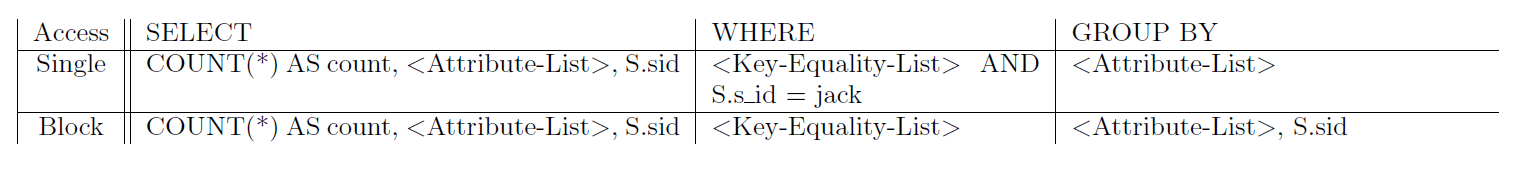 Access SELECT WHERE GROUP BY
Single COUNT(*) AS count, <Attribute-List>, S.sid <Key-Equality-List> AND <Attribute-List>
S.s_id = jack
Block COUNT(*) AS count, <Attribute-List>, S.sid <Key-Equality-List> <Attribute-List>, S.sid